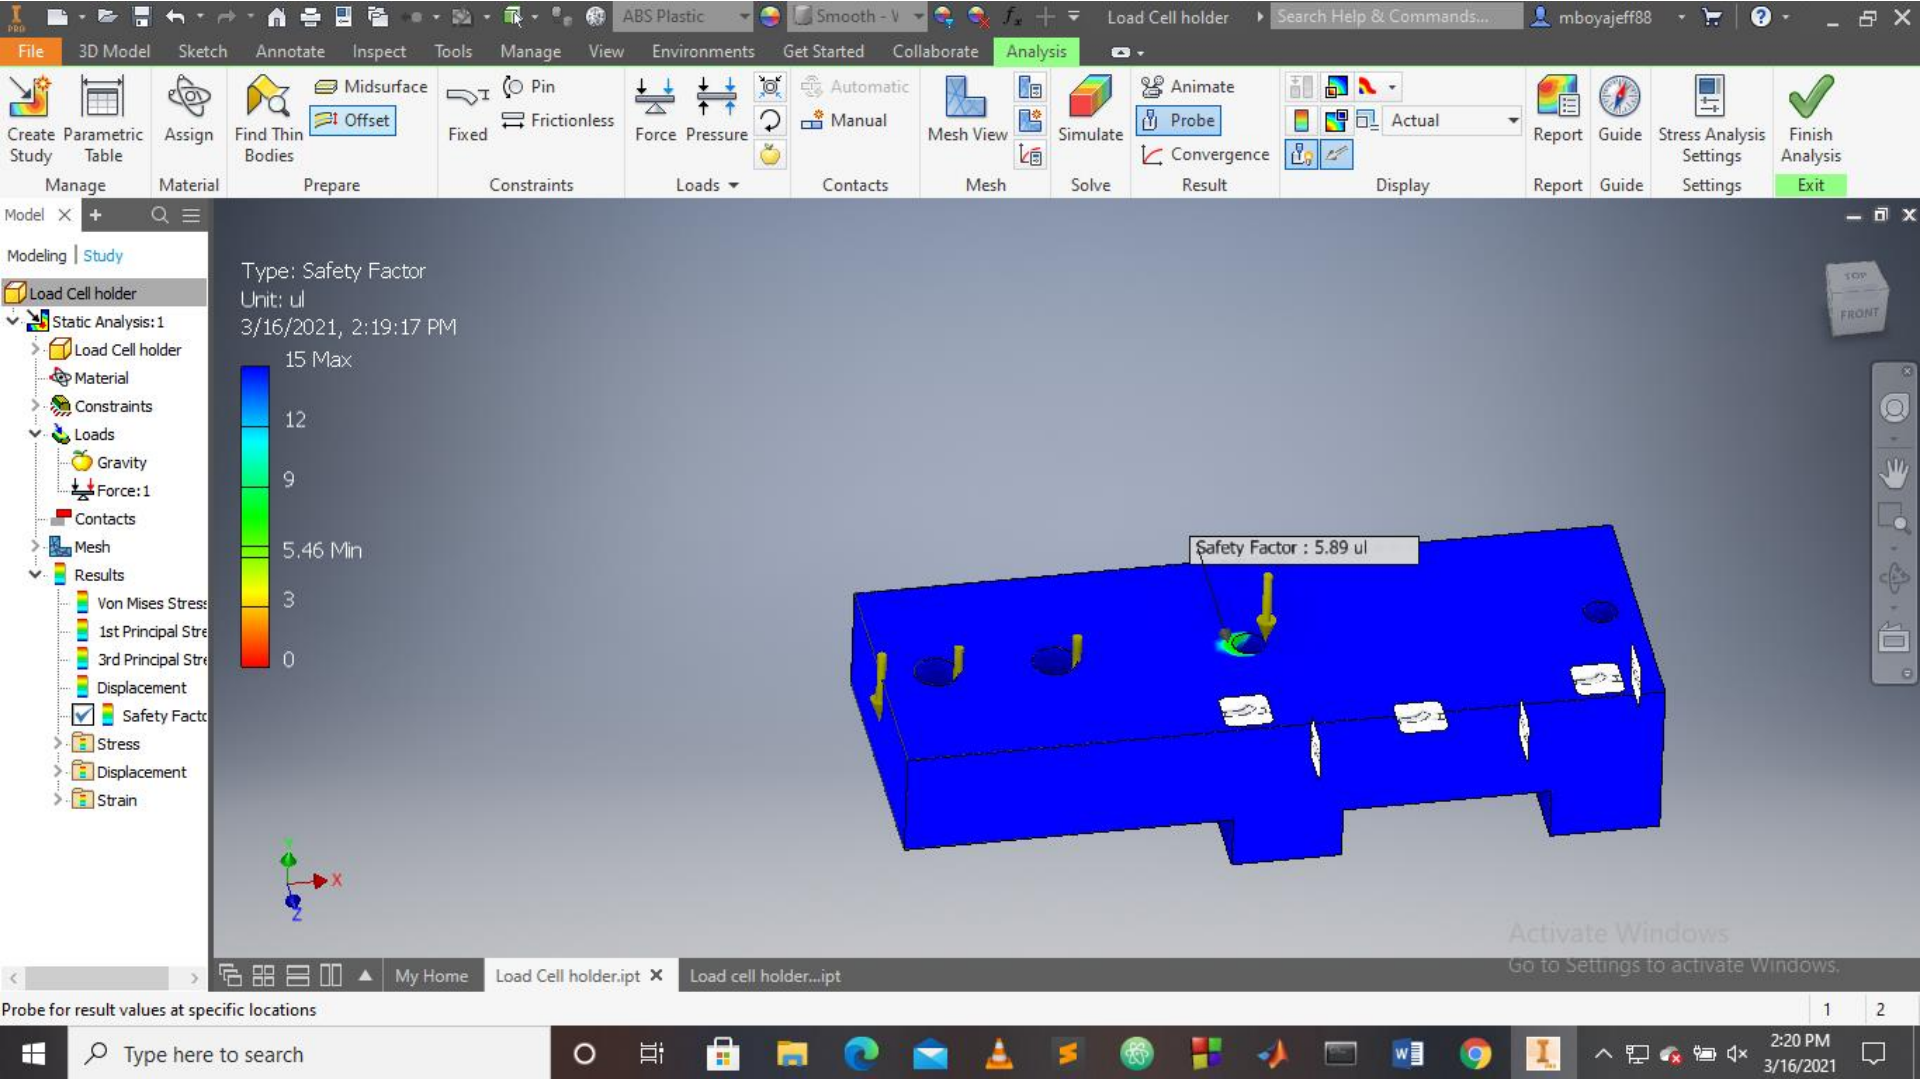 PRO
ABS Plastic
Smooth - V
Load Cell holder
Search Help & Commands...
mboyajeff88
File
3D Model
Sketch
Annotate
Inspect
Tools
Manage
View
Environments
Get Started
Collaborate
Analysis
Create Study
Parametric Table
Manage
Assign
Material
Find Thin Bodies
Midsurface
Offset
Prepare
Fixed
Pin
Frictionless
Constraints
Force
Pressure
Loads
Automatic
Manual
Contacts
Mesh View
Mesh
Simulate
Solve
Animate
Probe
Convergence
Result
Actual
Display
Report
Report
Guide
Guide
Stress Analysis Settings
Settings
Finish Analysis
Exit
Model
Modeling
Study
Load Cell holder
Static Analysis:1
Load Cell holder
Material
Constraints
Loads
Gravity
Force:1
Contacts
Mesh
Results
Von Mises Stress
1st Principal Stre
3rd Principal Stre
Displacement
Safety Facto
Stress
Displacement
Strain
Type: Safety Factor
Unit: ul
3/16/2021, 2:19:17 PM
15 Max
12
9
5.46 Min
3
0
Safety Factor : 5.89 ul
TOP
FRONT
Y
X
Z
Activate Windows
Go to Settings to activate Windows.
My Home
Load Cell holder.ipt
Load cell holder...ipt
Probe for result values at specific locations
1
2
Type here to search
2:20 PM
3/16/2021